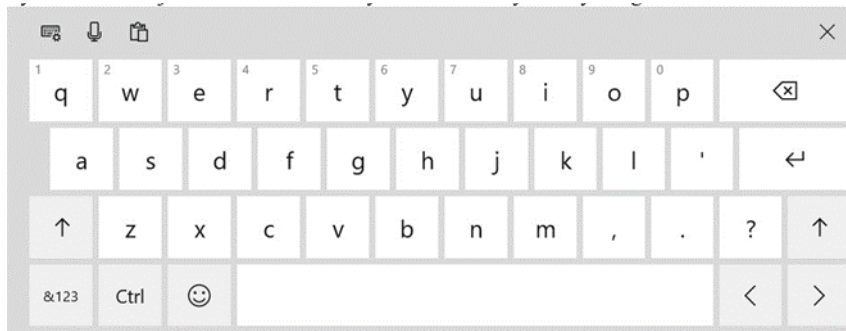 1 2 3 4 5 6 7 8 9 0
q w e r t y u i o p
a s d f g h j k l '
z x c v b n m , . ?
&123 Ctrl